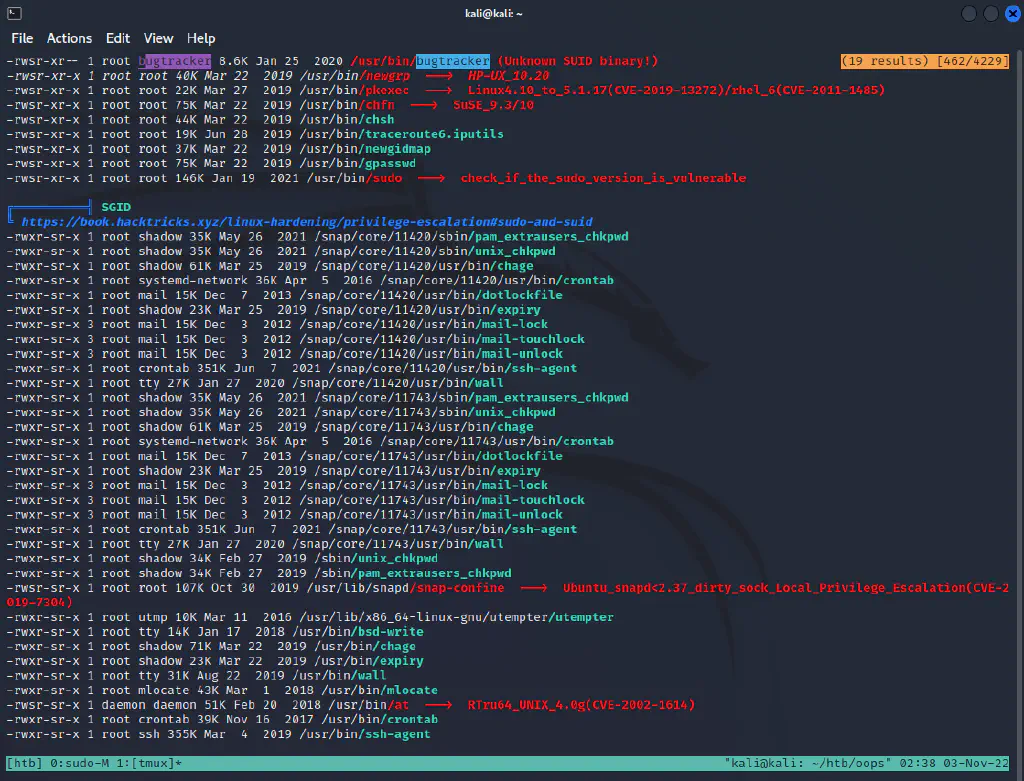 kali@kali: ~
File Actions Edit View Help
-rwsr-xr-- 1 root bugtracker 8.6K Jan 25  2020 /usr/bin/bugtracker (Unknown SUID binary!) (19 results) [462/4229]
-rwsr-xr-x 1 root root 40K Mar 22  2019 /usr/bin/newgrp  --->  HP-UX_10.20
-rwsr-xr-x 1 root root 22K Mar 27  2019 /usr/bin/pkexec  --->  Linux4.10_to_5.1.17(CVE-2019-13272)/rhel_6(CVE-2011-1485)
-rwsr-xr-x 1 root root 75K Mar 22  2019 /usr/bin/chfn  --->  SuSE_9.3/10
-rwsr-xr-x 1 root root 44K Mar 22  2019 /usr/bin/chsh
-rwsr-xr-x 1 root root 19K Jun 28  2019 /usr/bin/traceroute6.iputils
-rwsr-xr-x 1 root root 37K Mar 22  2019 /usr/bin/newgidmap
-rwsr-xr-x 1 root root 75K Mar 22  2019 /usr/bin/gpasswd
-rwsr-xr-x 1 root root 146K Jan 19  2021 /usr/bin/sudo  --->  check_if_the_sudo_version_is_vulnerable
SGID
https://book.hacktricks.xyz/linux-hardening/privilege-escalation#sudo-and-suid
-rwxr-sr-x 1 root shadow 35K May 26  2021 /snap/core/11420/sbin/pam_extrausers_chkpwd
-rwxr-sr-x 1 root shadow 35K May 26  2021 /snap/core/11420/sbin/unix_chkpwd
-rwxr-sr-x 1 root shadow 61K Mar 25  2019 /snap/core/11420/usr/bin/chage
-rwxr-sr-x 1 root systemd-network 36K Apr  5  2016 /snap/core/11420/usr/bin/crontab
-rwxr-sr-x 1 root mail 15K Dec  7  2013 /snap/core/11420/usr/bin/dotlockfile
-rwxr-sr-x 1 root shadow 23K Mar 25  2019 /snap/core/11420/usr/bin/expiry
-rwxr-sr-x 3 root mail 15K Dec  3  2012 /snap/core/11420/usr/bin/mail-lock
-rwxr-sr-x 3 root mail 15K Dec  3  2012 /snap/core/11420/usr/bin/mail-touchlock
-rwxr-sr-x 3 root mail 15K Dec  3  2012 /snap/core/11420/usr/bin/mail-unlock
-rwxr-sr-x 1 root crontab 351K Jun  7  2021 /snap/core/11420/usr/bin/ssh-agent
-rwxr-sr-x 1 root tty 27K Jan 27  2020 /snap/core/11420/usr/bin/wall
-rwxr-sr-x 1 root shadow 35K May 26  2021 /snap/core/11743/sbin/pam_extrausers_chkpwd
-rwxr-sr-x 1 root shadow 35K May 26  2021 /snap/core/11743/sbin/unix_chkpwd
-rwxr-sr-x 1 root shadow 61K Mar 25  2019 /snap/core/11743/usr/bin/chage
-rwxr-sr-x 1 root systemd-network 36K Apr  5  2016 /snap/core/11743/usr/bin/crontab
-rwxr-sr-x 1 root mail 15K Dec  7  2013 /snap/core/11743/usr/bin/dotlockfile
-rwxr-sr-x 1 root shadow 23K Mar 25  2019 /snap/core/11743/usr/bin/expiry
-rwxr-sr-x 3 root mail 15K Dec  3  2012 /snap/core/11743/usr/bin/mail-lock
-rwxr-sr-x 3 root mail 15K Dec  3  2012 /snap/core/11743/usr/bin/mail-touchlock
-rwxr-sr-x 3 root mail 15K Dec  3  2012 /snap/core/11743/usr/bin/mail-unlock
-rwxr-sr-x 1 root crontab 351K Jun  7  2021 /snap/core/11743/usr/bin/ssh-agent
-rwxr-sr-x 1 root tty 27K Jan 27  2020 /snap/core/11743/usr/bin/wall
-rwxr-sr-x 1 root shadow 34K Feb 27  2019 /sbin/unix_chkpwd
-rwxr-sr-x 1 root shadow 34K Feb 27  2019 /sbin/pam_extrausers_chkpwd
-rwsr-sr-x 1 root root 107K Oct 30  2019 /usr/lib/snapd/snap-confine  --->  Ubuntu_snapd<2.37_dirty_sock_Local_Privilege_Escalation(CVE-2
019-7304)
-rwxr-sr-x 1 root utmp 10K Mar 11  2016 /usr/lib/x86_64-linux-gnu/utempter/utempter
-rwxr-sr-x 1 root tty 14K Jan 17  2018 /usr/bin/bsd-write
-rwxr-sr-x 1 root shadow 71K Mar 22  2019 /usr/bin/chage
-rwxr-sr-x 1 root shadow 23K Mar 22  2019 /usr/bin/expiry
-rwxr-sr-x 1 root tty 31K Aug 22  2019 /usr/bin/wall
-rwxr-sr-x 1 root mlocate 43K Mar  1  2018 /usr/bin/mlocate
-rwsr-sr-x 1 daemon daemon 51K Feb 20  2018 /usr/bin/at  --->  RTru64_UNIX_4.0g(CVE-2002-1614)
-rwxr-sr-x 1 root crontab 39K Nov 16  2017 /usr/bin/crontab
-rwxr-sr-x 1 root ssh 355K Mar  4  2019 /usr/bin/ssh-agent
[htb] 0:sudo-M 1:[tmux]* "kali@kali: ~/htb/oops" 02:38 03-Nov-22